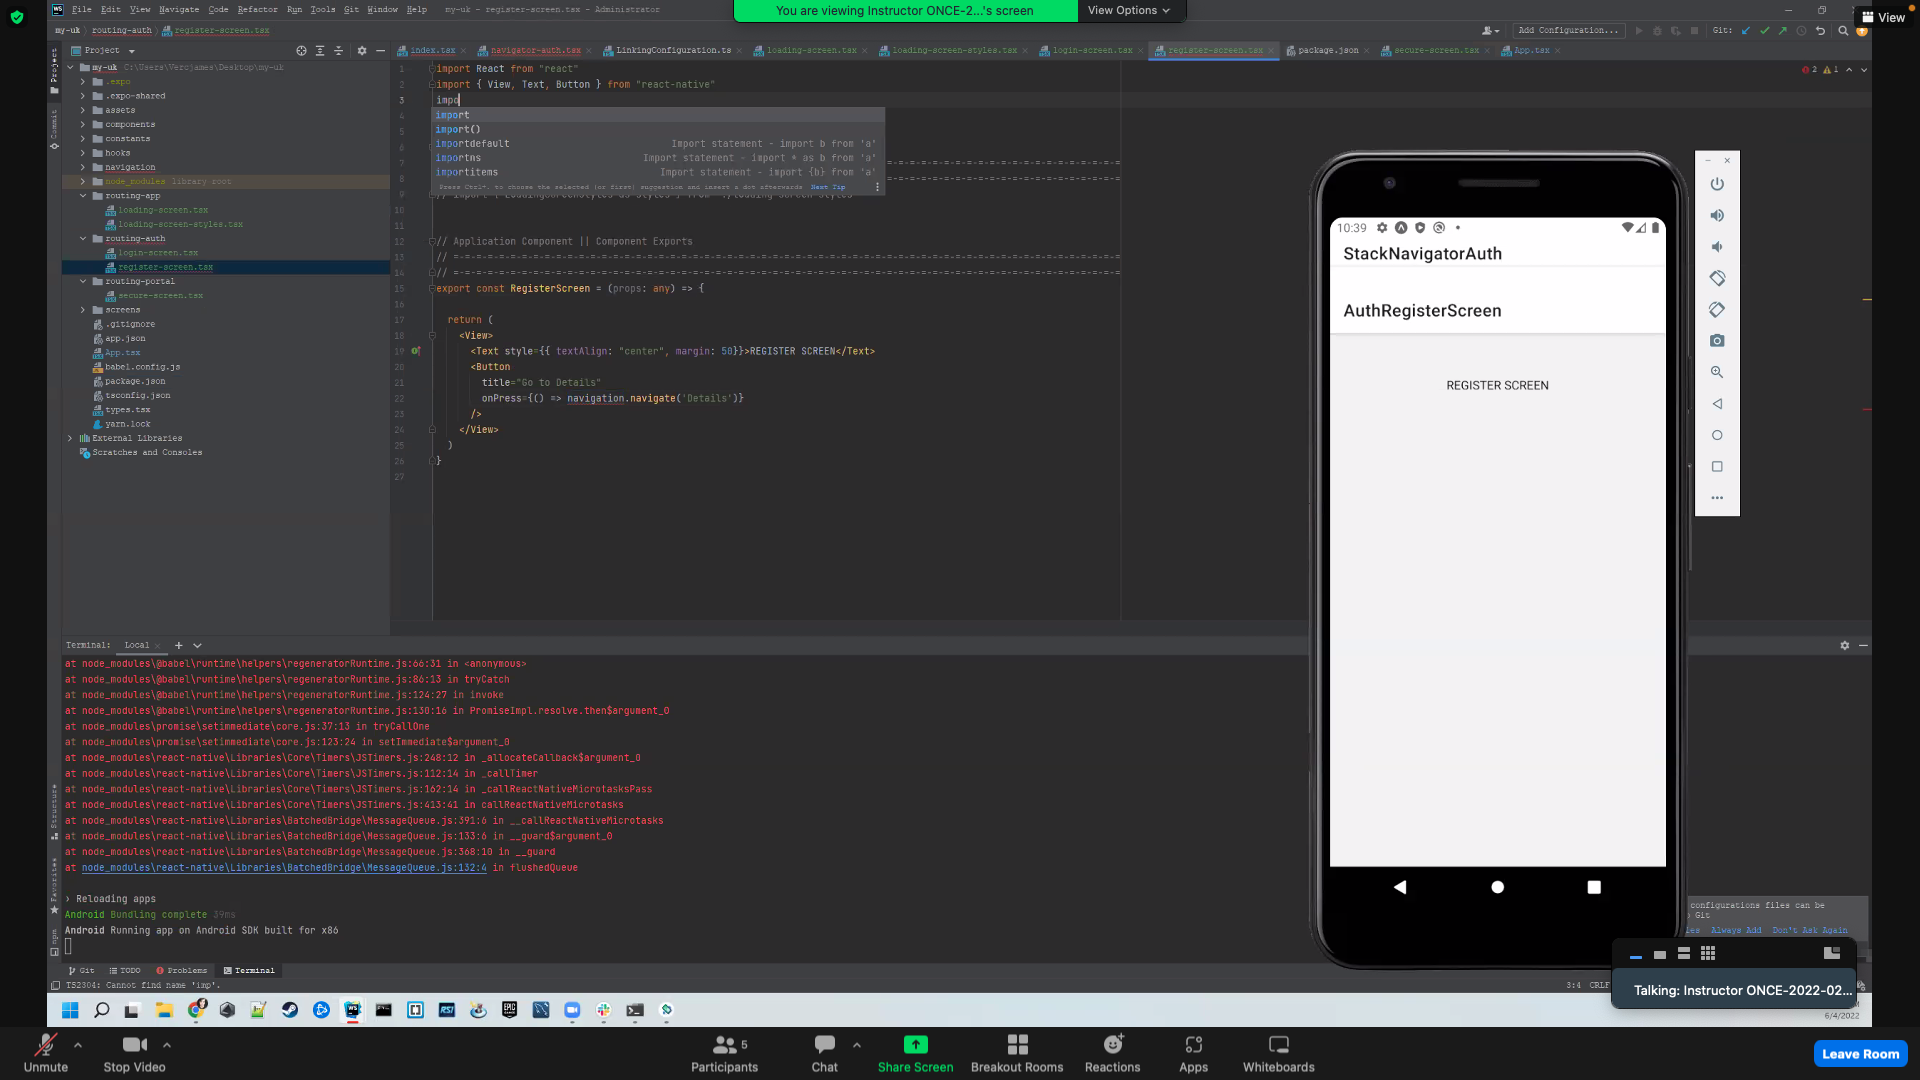 You are viewing Instructor ONCE-2...'s screen
View Options
View
File Edit View Navigate Code Refactor Run Tools Git Window Help
my-uk - register-screen.tsx - Administrator
my-uk routing-auth register-screen.tsx
Add Configuration...
Git:
Project
index.tsx
navigator-auth.tsx
LinkingConfiguration.ts
loading-screen.tsx
loading-screen-styles.tsx
login-screen.tsx
register-screen.tsx
package.json
secure-screen.tsx
App.tsx
my-uk C:\Users\Vercjames\Desktop\my-uk
.expo
.expo-shared
assets
components
constants
hooks
navigation
node_modules library root
routing-app
loading-screen.tsx
loading-screen-styles.tsx
routing-auth
login-screen.tsx
register-screen.tsx
routing-portal
secure-screen.tsx
screens
.gitignore
app.json
App.tsx
babel.config.js
package.json
tsconfig.json
types.tsx
yarn.lock
External Libraries
Scratches and Consoles
Project
Commit
Structure
Favorites
npm
2 1
1 import React from "react"
2 import { View, Text, Button } from "react-native"
3 impo
4
import
5 import()
6 importdefault Import statement - import b from 'a'
7 importns Import statement - import * as b from 'a'
8 importitems Import statement - import {b} from 'a'
Press Ctrl+. to choose the selected (or first) suggestion and insert a dot afterwards Next Tip
9 // import { LoadingScreenStyles as styles } from "./loading-screen-styles"
10
11
12 // Application Component || Component Exports
13 // =-=-=-=-=-=-=-=-=-=-=-=-=-=-=-=-=-=-=-=-=-=-=-=-=-=-=-=-=-=-=-=-=-=-=-=-=-=-=-=-=-=-=-=-=-=-=-=-=-=-=-=-=-=-=-=-=-=-=
14 // =-=-=-=-=-=-=-=-=-=-=-=-=-=-=-=-=-=-=-=-=-=-=-=-=-=-=-=-=-=-=-=-=-=-=-=-=-=-=-=-=-=-=-=-=-=-=-=-=-=-=-=-=-=-=-=-=-=-=
15 export const RegisterScreen = (props: any) => {
16
17 return (
18 <View>
19 <Text style={{ textAlign: "center", margin: 50}}>REGISTER SCREEN</Text>
20 <Button
21 title="Go to Details"
22 onPress={() => navigation.navigate('Details')}
23 />
24 </View>
25 )
26 }
27
10:39
StackNavigatorAuth
AuthRegisterScreen
REGISTER SCREEN
Terminal: Local
at node_modules\@babel\runtime\helpers\regeneratorRuntime.js:66:31 in <anonymous>
at node_modules\@babel\runtime\helpers\regeneratorRuntime.js:86:13 in tryCatch
at node_modules\@babel\runtime\helpers\regeneratorRuntime.js:124:27 in invoke
at node_modules\@babel\runtime\helpers\regeneratorRuntime.js:130:16 in PromiseImpl.resolve.then$argument_0
at node_modules\promise\setimmediate\core.js:37:13 in tryCallOne
at node_modules\promise\setimmediate\core.js:123:24 in setImmediate$argument_0
at node_modules\react-native\Libraries\Core\Timers\JSTimers.js:248:12 in _allocateCallback$argument_0
at node_modules\react-native\Libraries\Core\Timers\JSTimers.js:112:14 in _callTimer
at node_modules\react-native\Libraries\Core\Timers\JSTimers.js:162:14 in _callReactNativeMicrotasksPass
at node_modules\react-native\Libraries\Core\Timers\JSTimers.js:413:41 in callReactNativeMicrotasks
at node_modules\react-native\Libraries\BatchedBridge\MessageQueue.js:391:6 in __callReactNativeMicrotasks
at node_modules\react-native\Libraries\BatchedBridge\MessageQueue.js:133:6 in __guard$argument_0
at node_modules\react-native\Libraries\BatchedBridge\MessageQueue.js:368:10 in __guard
at node_modules\react-native\Libraries\BatchedBridge\MessageQueue.js:132:4 in flushedQueue
› Reloading apps
Android Bundling complete 39ms
Android Running app on Android SDK built for x86
configurations files can be
Git
Always Add Don't Ask Again
Git TODO Problems Terminal
TS2304: Cannot find name 'imp'.
3:4 CRLF
Talking: Instructor ONCE-2022-02...
6/4/2022
Unmute
Stop Video
5
Participants
Chat
Share Screen
Breakout Rooms
Reactions
Apps
Whiteboards
Leave Room